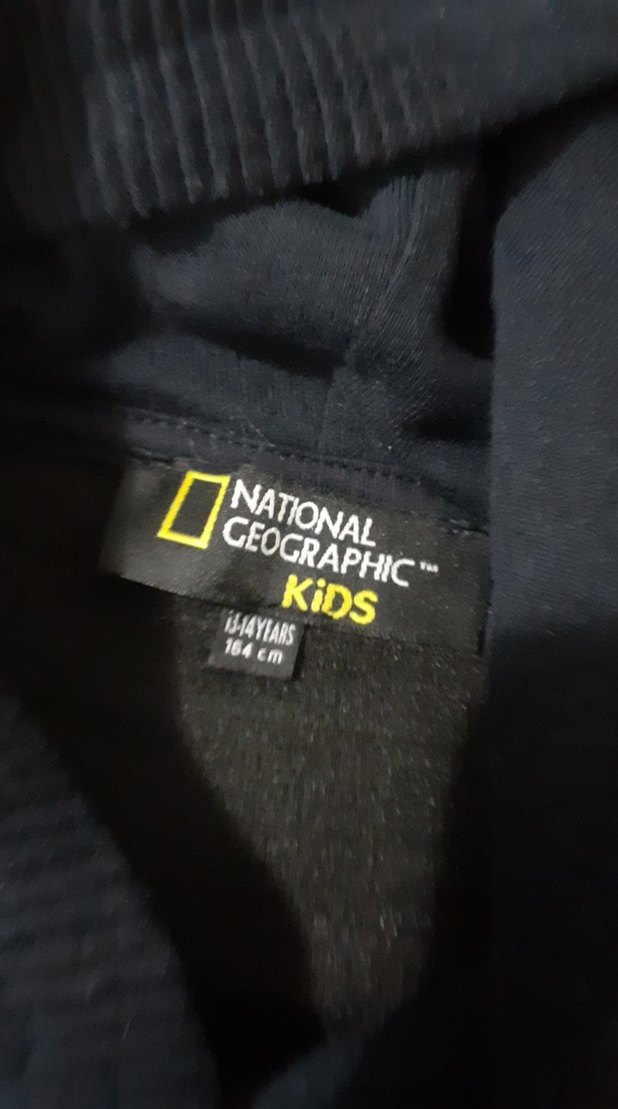 NATIONAL
GEOGRAPHIC™
KiDS
13-14YEARS
164 cm